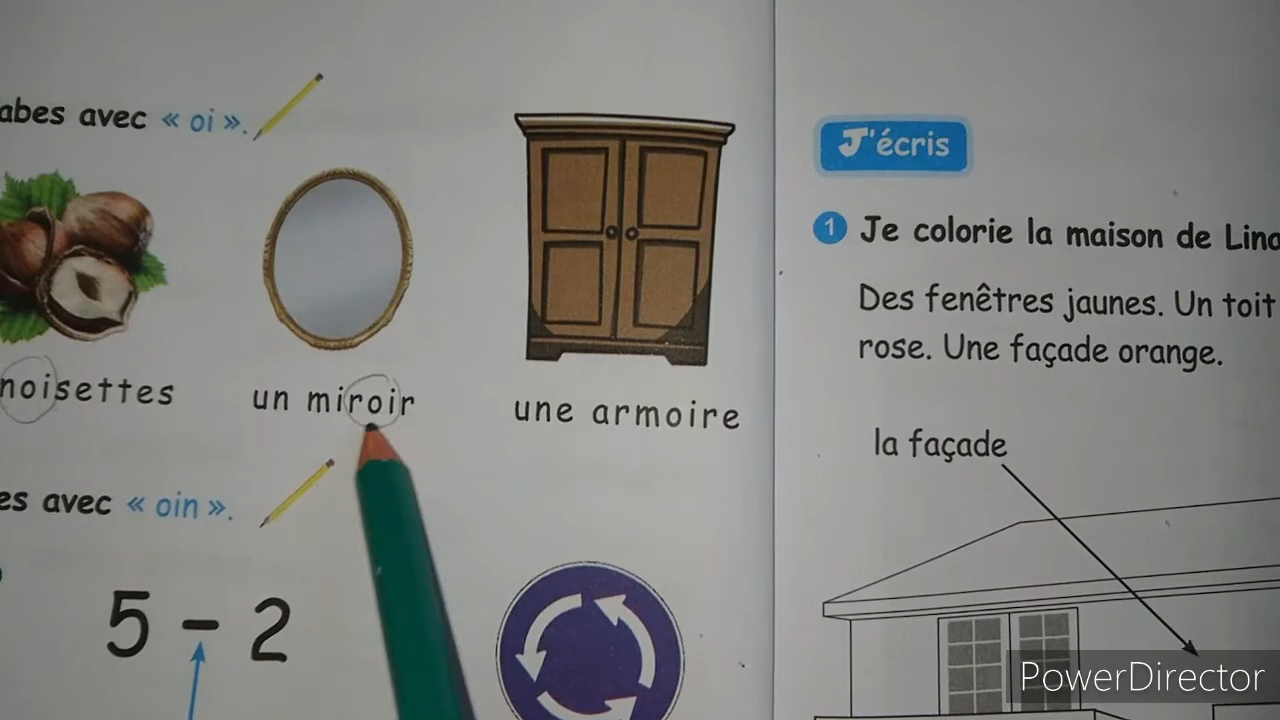 abes avec « oi ».
noisettes
un miroir
une armoire
es avec « oin ».
5 - 2
J'écris
1 Je colorie la maison de Lino
Des fenêtres jaunes. Un toit
rose. Une façade orange.
la façade
PowerDirector